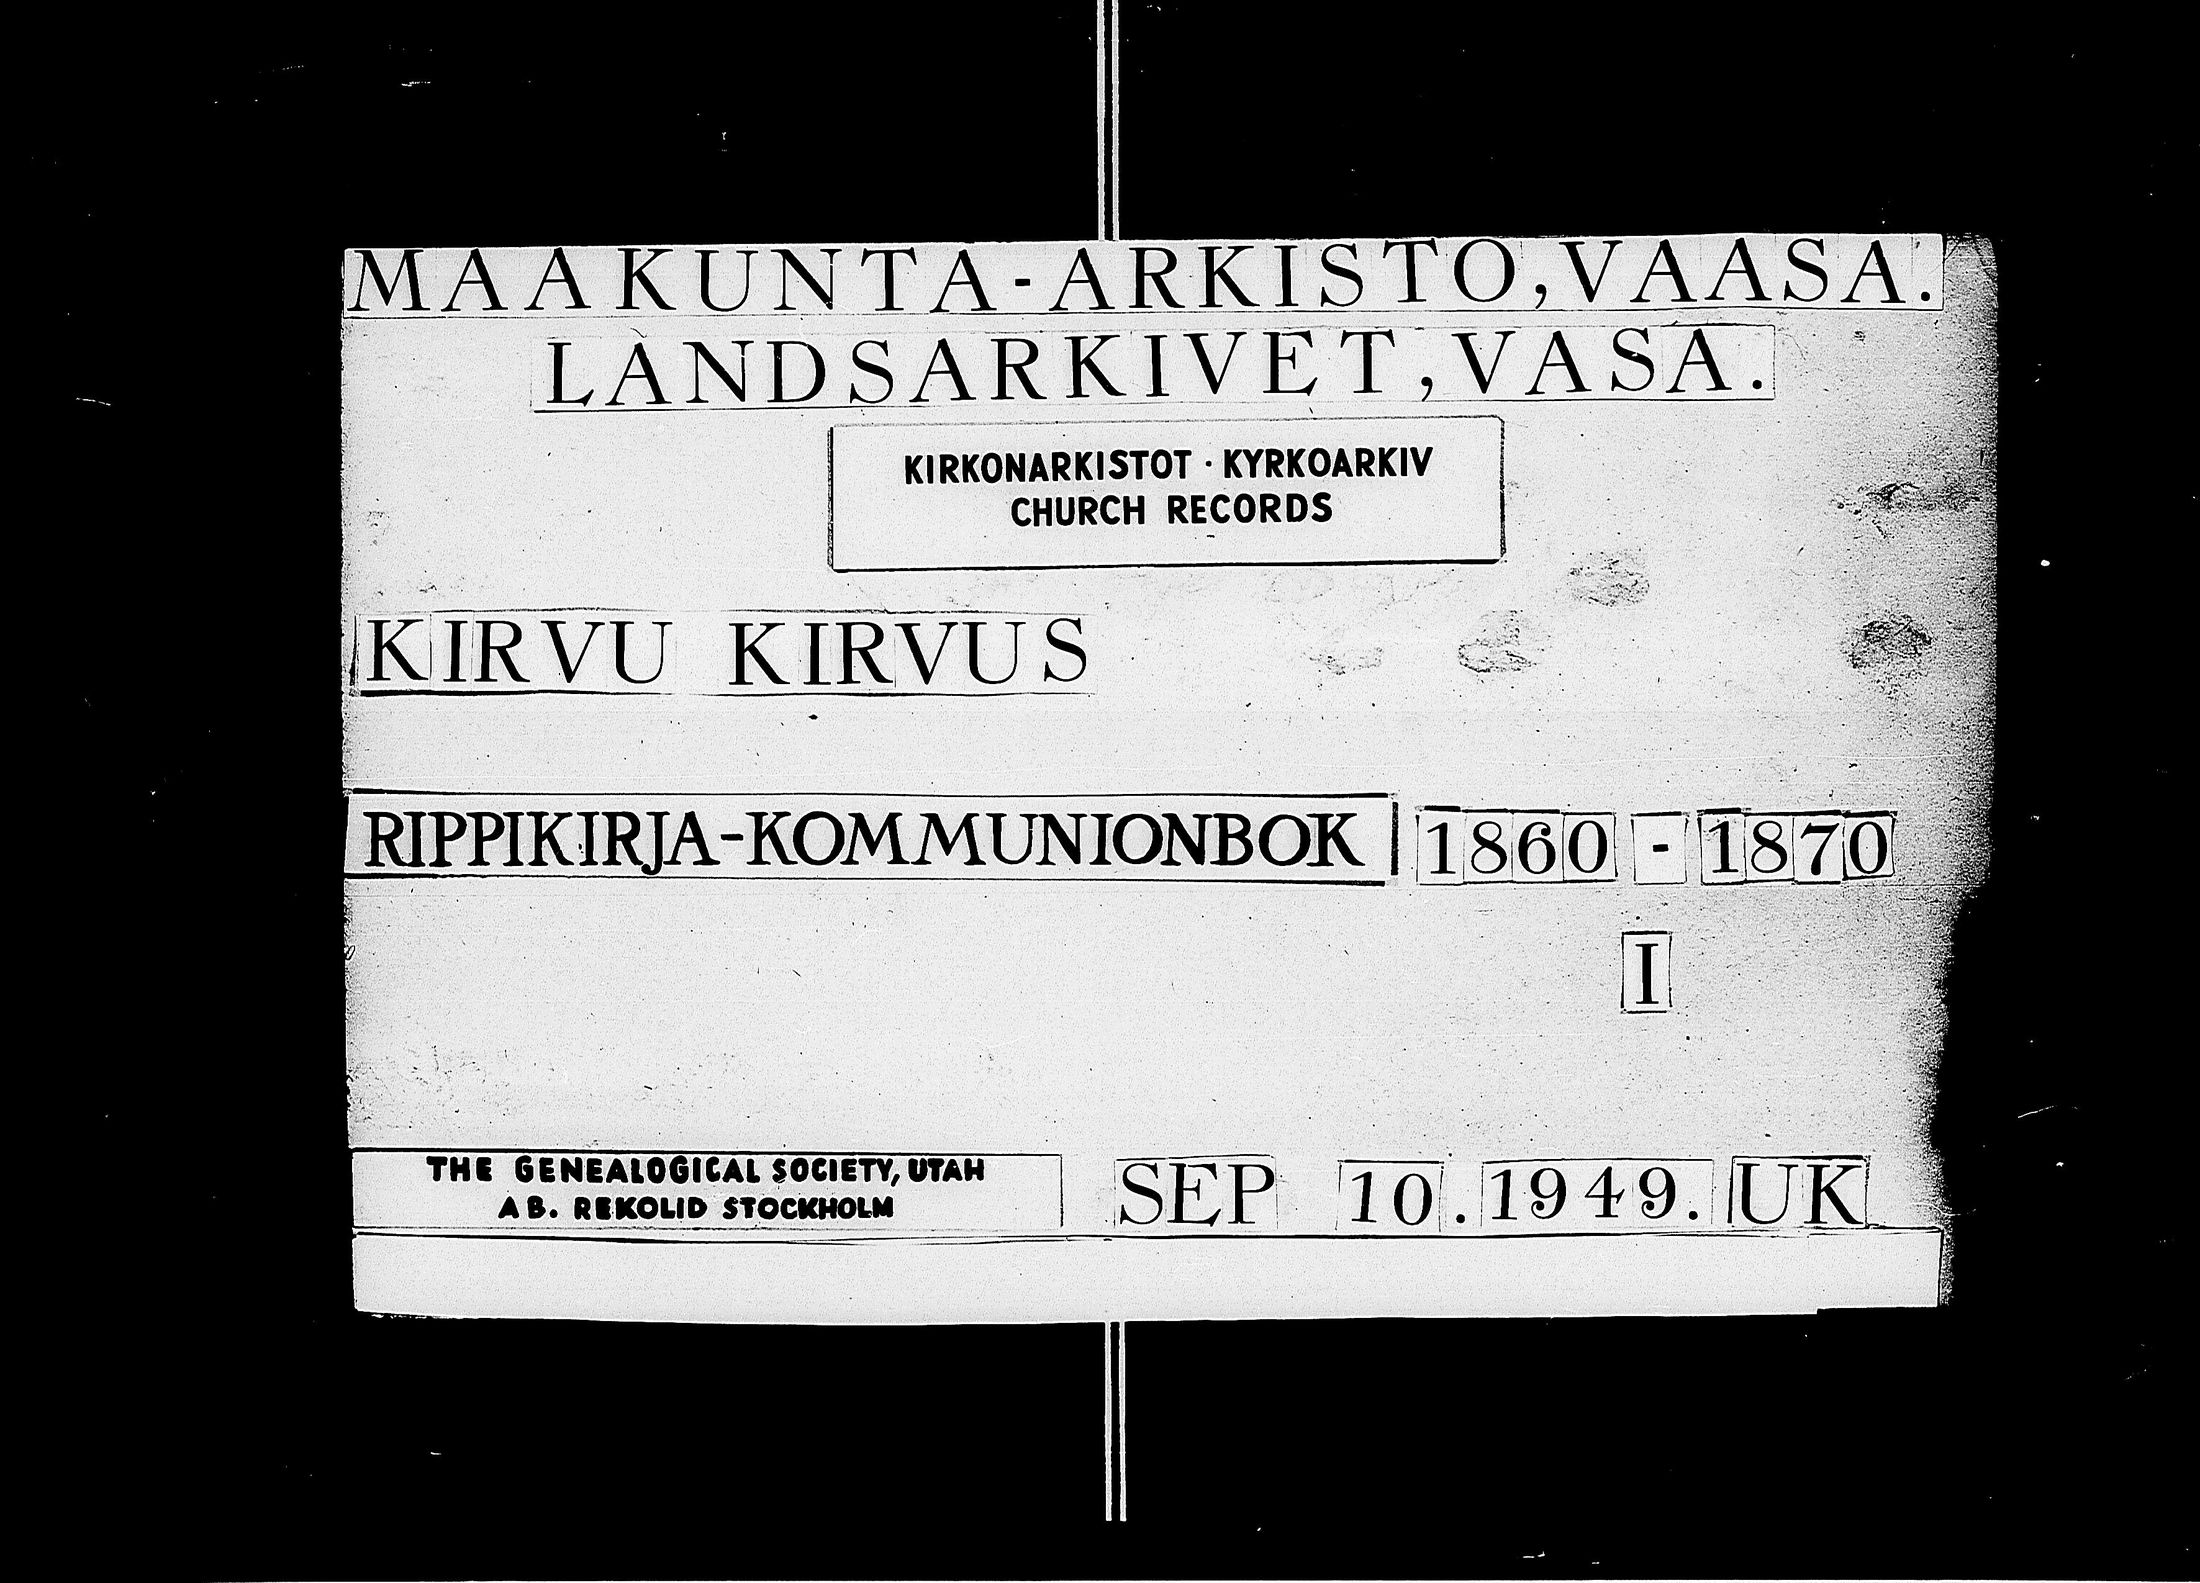 MAAKUNTA-ARKISTO, VAASA.
LANDSARKIVET, VASA.
KIRKONARKISTOT · KYRKOARKIV
CHURCH RECORDS
KIRVU KIRVUS
RIPPIKIRJA-KOMMUNIONBOK 1860-1870
I
THE GENEALOGICAL SOCIETY, UTAH
AB. REKOLID STOCKHOLM
SEP 10.1949. UK